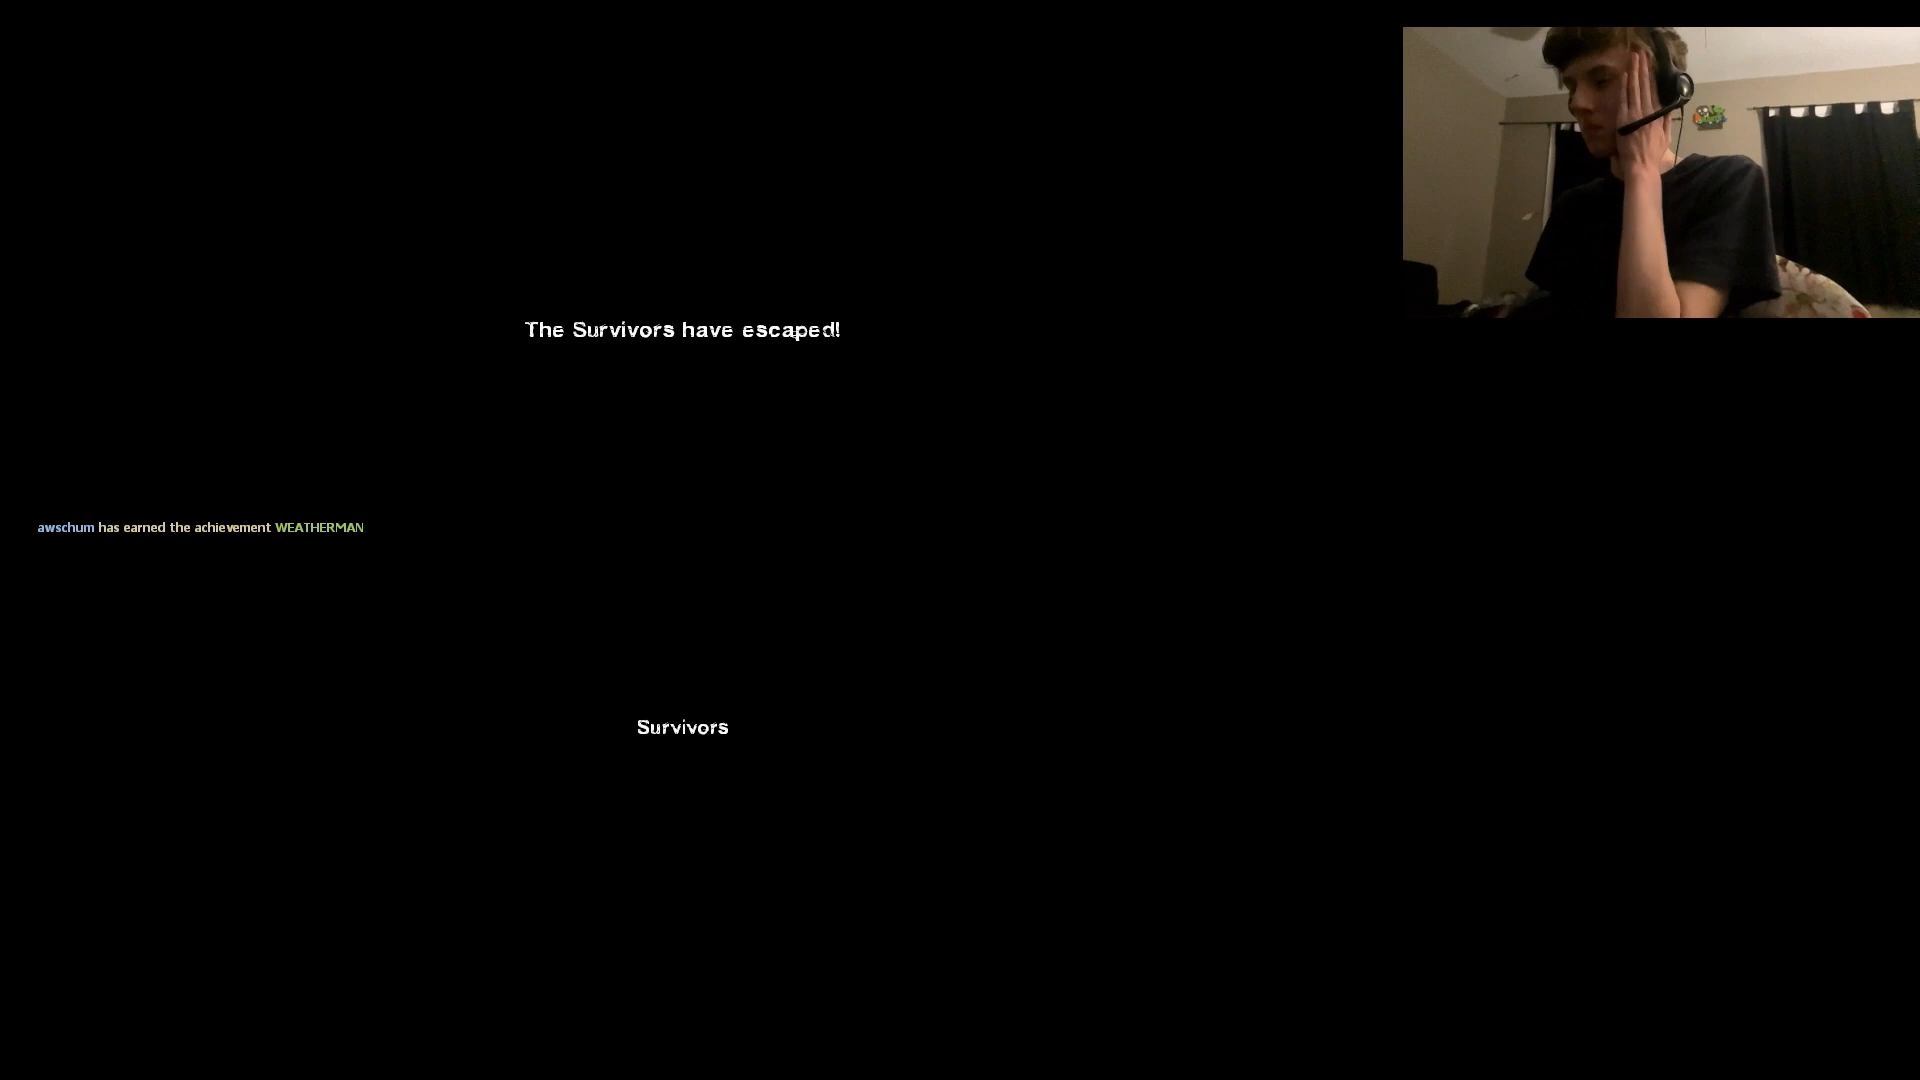 The Survivors have escaped!
awschum has earned the achievement WEATHERMAN
Survivors